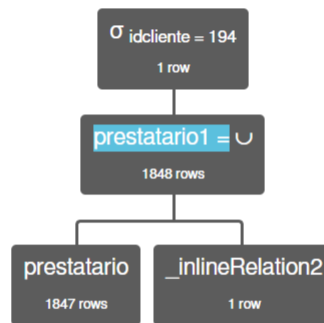 σ idcliente = 194
1 row
prestatario1 = ∪
1848 rows
prestatario
1847 rows
_inlineRelation2
1 row